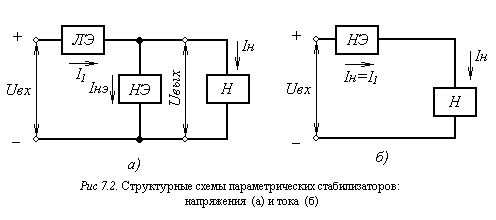 + ЛЭ Iн + НЭ
I1 Iнэ НЭ Uвых Н Iн=I1 Iн
Uвх Uвх Н
− −
а) б)
Рис 7.2. Структурные схемы параметрических стабилизаторов:
напряжения (а) и тока (б)